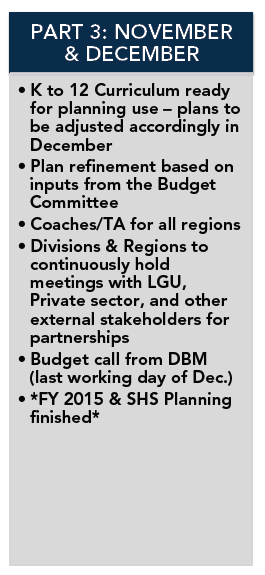 PART 3: NOVEMBER
& DECEMBER
• K to 12 Curriculum ready
for planning use – plans to
be adjusted accordingly in
December
• Plan refinement based on
inputs from the Budget
Committee
• Coaches/TA for all regions
• Divisions & Regions to
continuously hold
meetings with LGU,
Private sector, and other
external stakeholders for
partnerships
• Budget call from DBM
(last working day of Dec.)
• *FY 2015 & SHS Planning
finished*